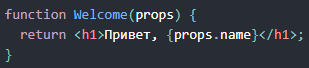 function Welcome(props) {
  return <h1>Привет, {props.name}</h1>;
}